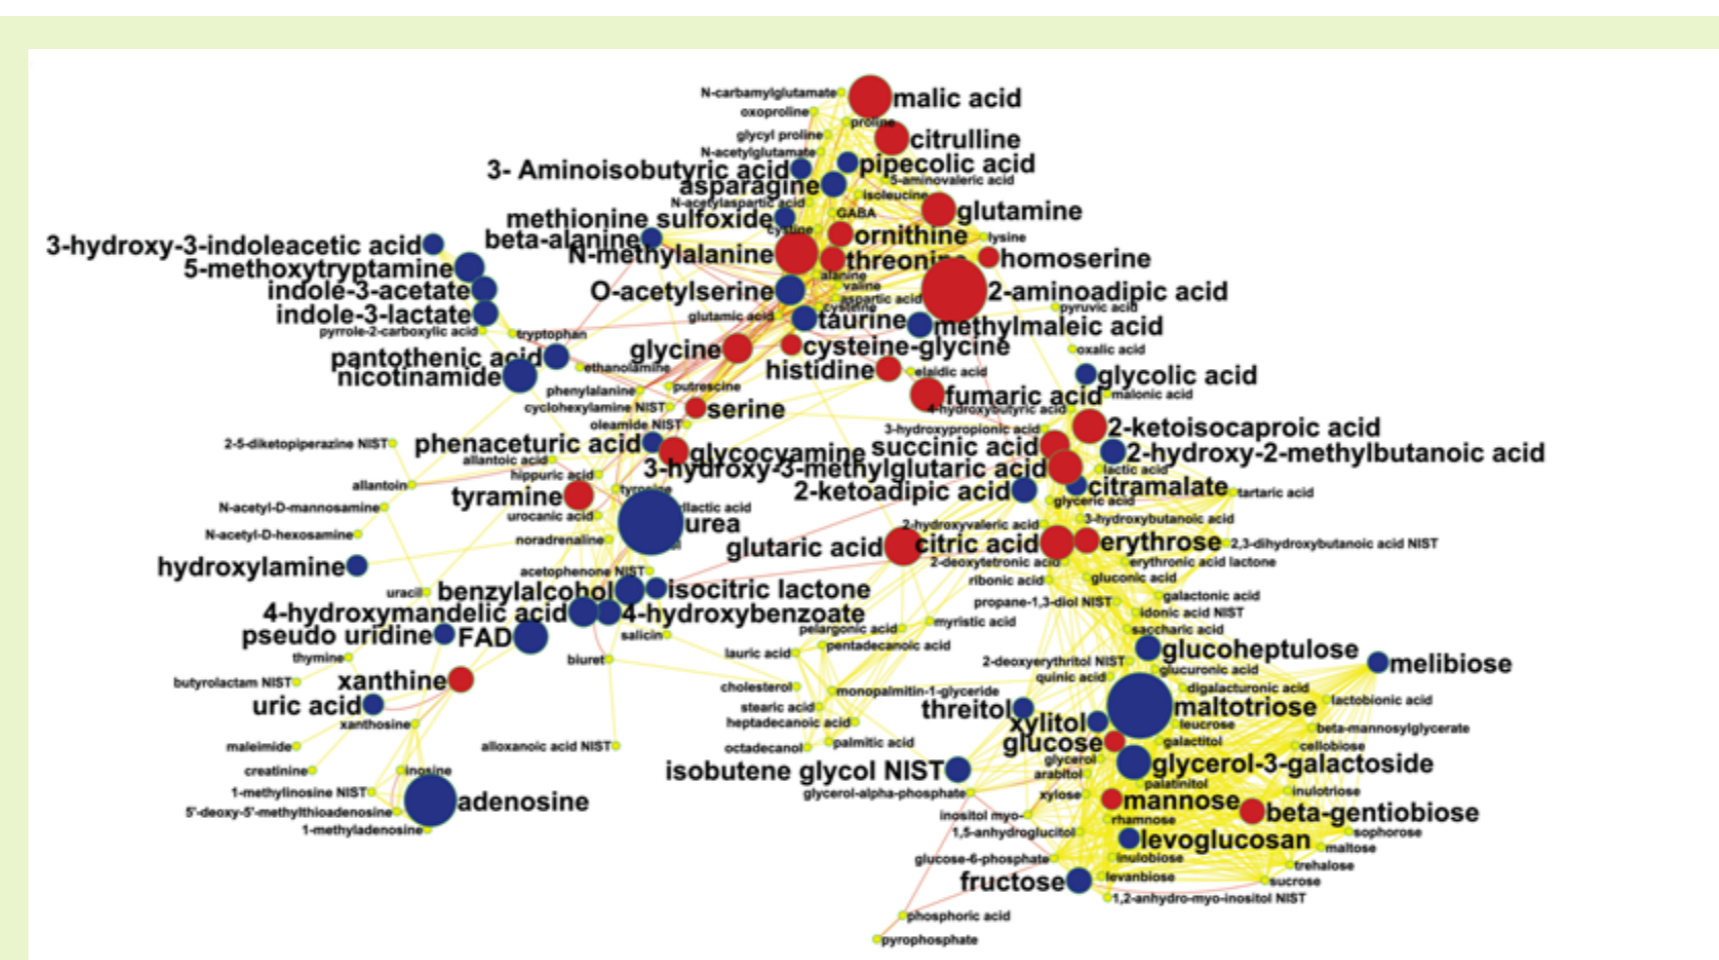 N-carbamylglutamate
malic acid
oxoproline
proline
glycyl proline
citrulline
N-acetylglutamate
pipecolic acid
3- Aminoisobutyric acid
asparagine
5-aminovaleric acid
isoleucine
N-acetylaspartic acid
GABA
glutamine
methionine sulfoxide
cystine
ornithine
lysine
beta-alanine
3-hydroxy-3-indoleacetic acid
N-methylalanine
threonine
homoserine
5-methoxytryptamine
alanine
valine
indole-3-acetate
O-acetylserine
aspartic acid
2-aminoadipic acid
cysteine
pyruvic acid
indole-3-lactate
glutamic acid
taurine
methylmaleic acid
pyrrole-2-carboxylic acid
tryptophan
glycine
cysteine-glycine
oxalic acid
pantothenic acid
ethanolamine
histidine
elaidic acid
glycolic acid
nicotinamide
phenylalanine
putrescine
fumaric acid
malonic acid
cyclohexylamine NIST
serine
4-hydroxybutyric acid
oleamide NIST
3-hydroxypropionic acid
2-ketoisocaproic acid
2-5-diketopiperazine NIST
phenaceturic acid
glycocyamine
succinic acid
2-hydroxy-2-methylbutanoic acid
allantoic acid
3-hydroxy-3-methylglutaric acid
lactic acid
hippuric acid
allantoin
tyramine
tyrosine
2-ketoadipic acid
citramalate
tartaric acid
glyceric acid
N-acetyl-D-mannosamine
urocanic acid
llactic acid
urea
2-hydroxyvaleric acid
3-hydroxybutanoic acid
N-acetyl-D-hexosamine
noradrenaline
glutaric acid
citric acid
erythrose
2,3-dihydroxybutanoic acid NIST
2-deoxytetronic acid
erythronic acid lactone
hydroxylamine
acetophenone NIST
ribonic acid
gluconic acid
uracil
benzylalcohol
isocitric lactone
galactonic acid
propane-1,3-diol NIST
4-hydroxymandelic acid
4-hydroxybenzoate
idonic acid NIST
pseudo uridine
FAD
salicin
pelargonic acid
myristic acid
saccharic acid
thymine
biuret
lauric acid
pentadecanoic acid
glucoheptulose
2-deoxyerythritol NIST
melibiose
butyrolactam NIST
xanthine
quinic acid
glucuronic acid
cholesterol
monopalmitin-1-glyceride
digalacturonic acid
lactobionic acid
uric acid
stearic acid
threitol
maltotriose
xanthosine
heptadecanoic acid
xylitol
leucrose
beta-mannosylglycerate
maleimide
alloxanoic acid NIST
octadecanol
palmitic acid
glucose
galactitol
cellobiose
glycerol
creatinine
inosine
isobutene glycol NIST
arabitol
glycerol-3-galactoside
palatinitol
1-methylinosine NIST
glycerol-alpha-phosphate
xylose
inulotriose
adenosine
mannose
5'-deoxy-5'-methylthioadenosine
inositol myo-
rhamnose
beta-gentiobiose
1-methyladenosine
1,5-anhydroglucitol
levoglucosan
sophorose
maltose
glucose-6-phosphate
inulobiose
trehalose
fructose
levanbiose
sucrose
1,2-anhydro-myo-inositol NIST
phosphoric acid
pyrophosphate